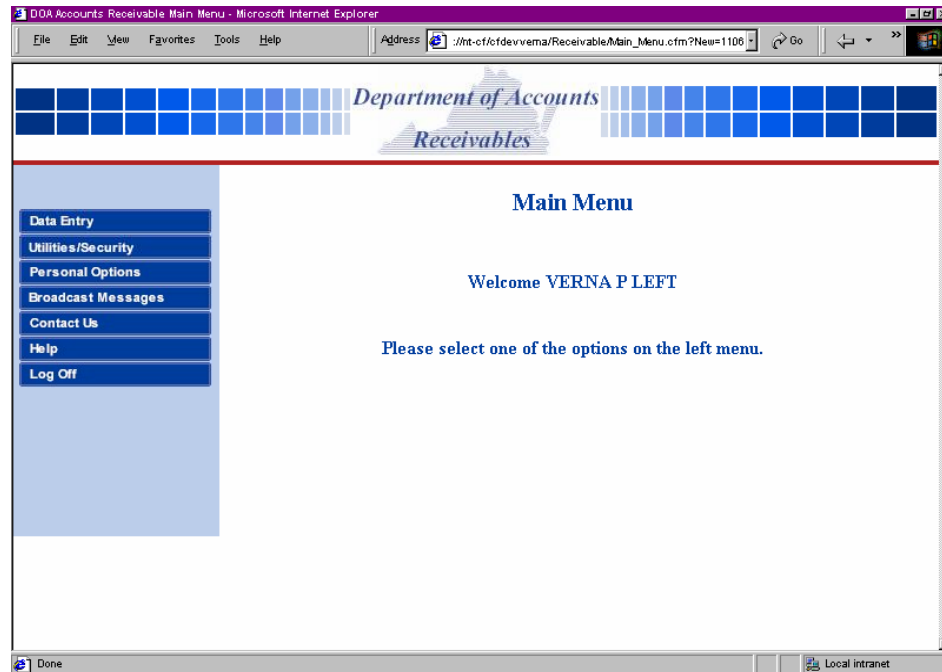 DOA Accounts Receivable Main Menu - Microsoft Internet Explorer
File Edit View Favorites Tools Help Address ://nt-cf/cfdevverna/Receivable/Main_Menu.cfm?New=1106 Go »
Department of Accounts
Receivables
Main Menu
Data Entry
Utilities/Security
Personal Options
Broadcast Messages
Contact Us
Help
Log Off
Welcome VERNA P LEFT
Please select one of the options on the left menu.
Done Local intranet